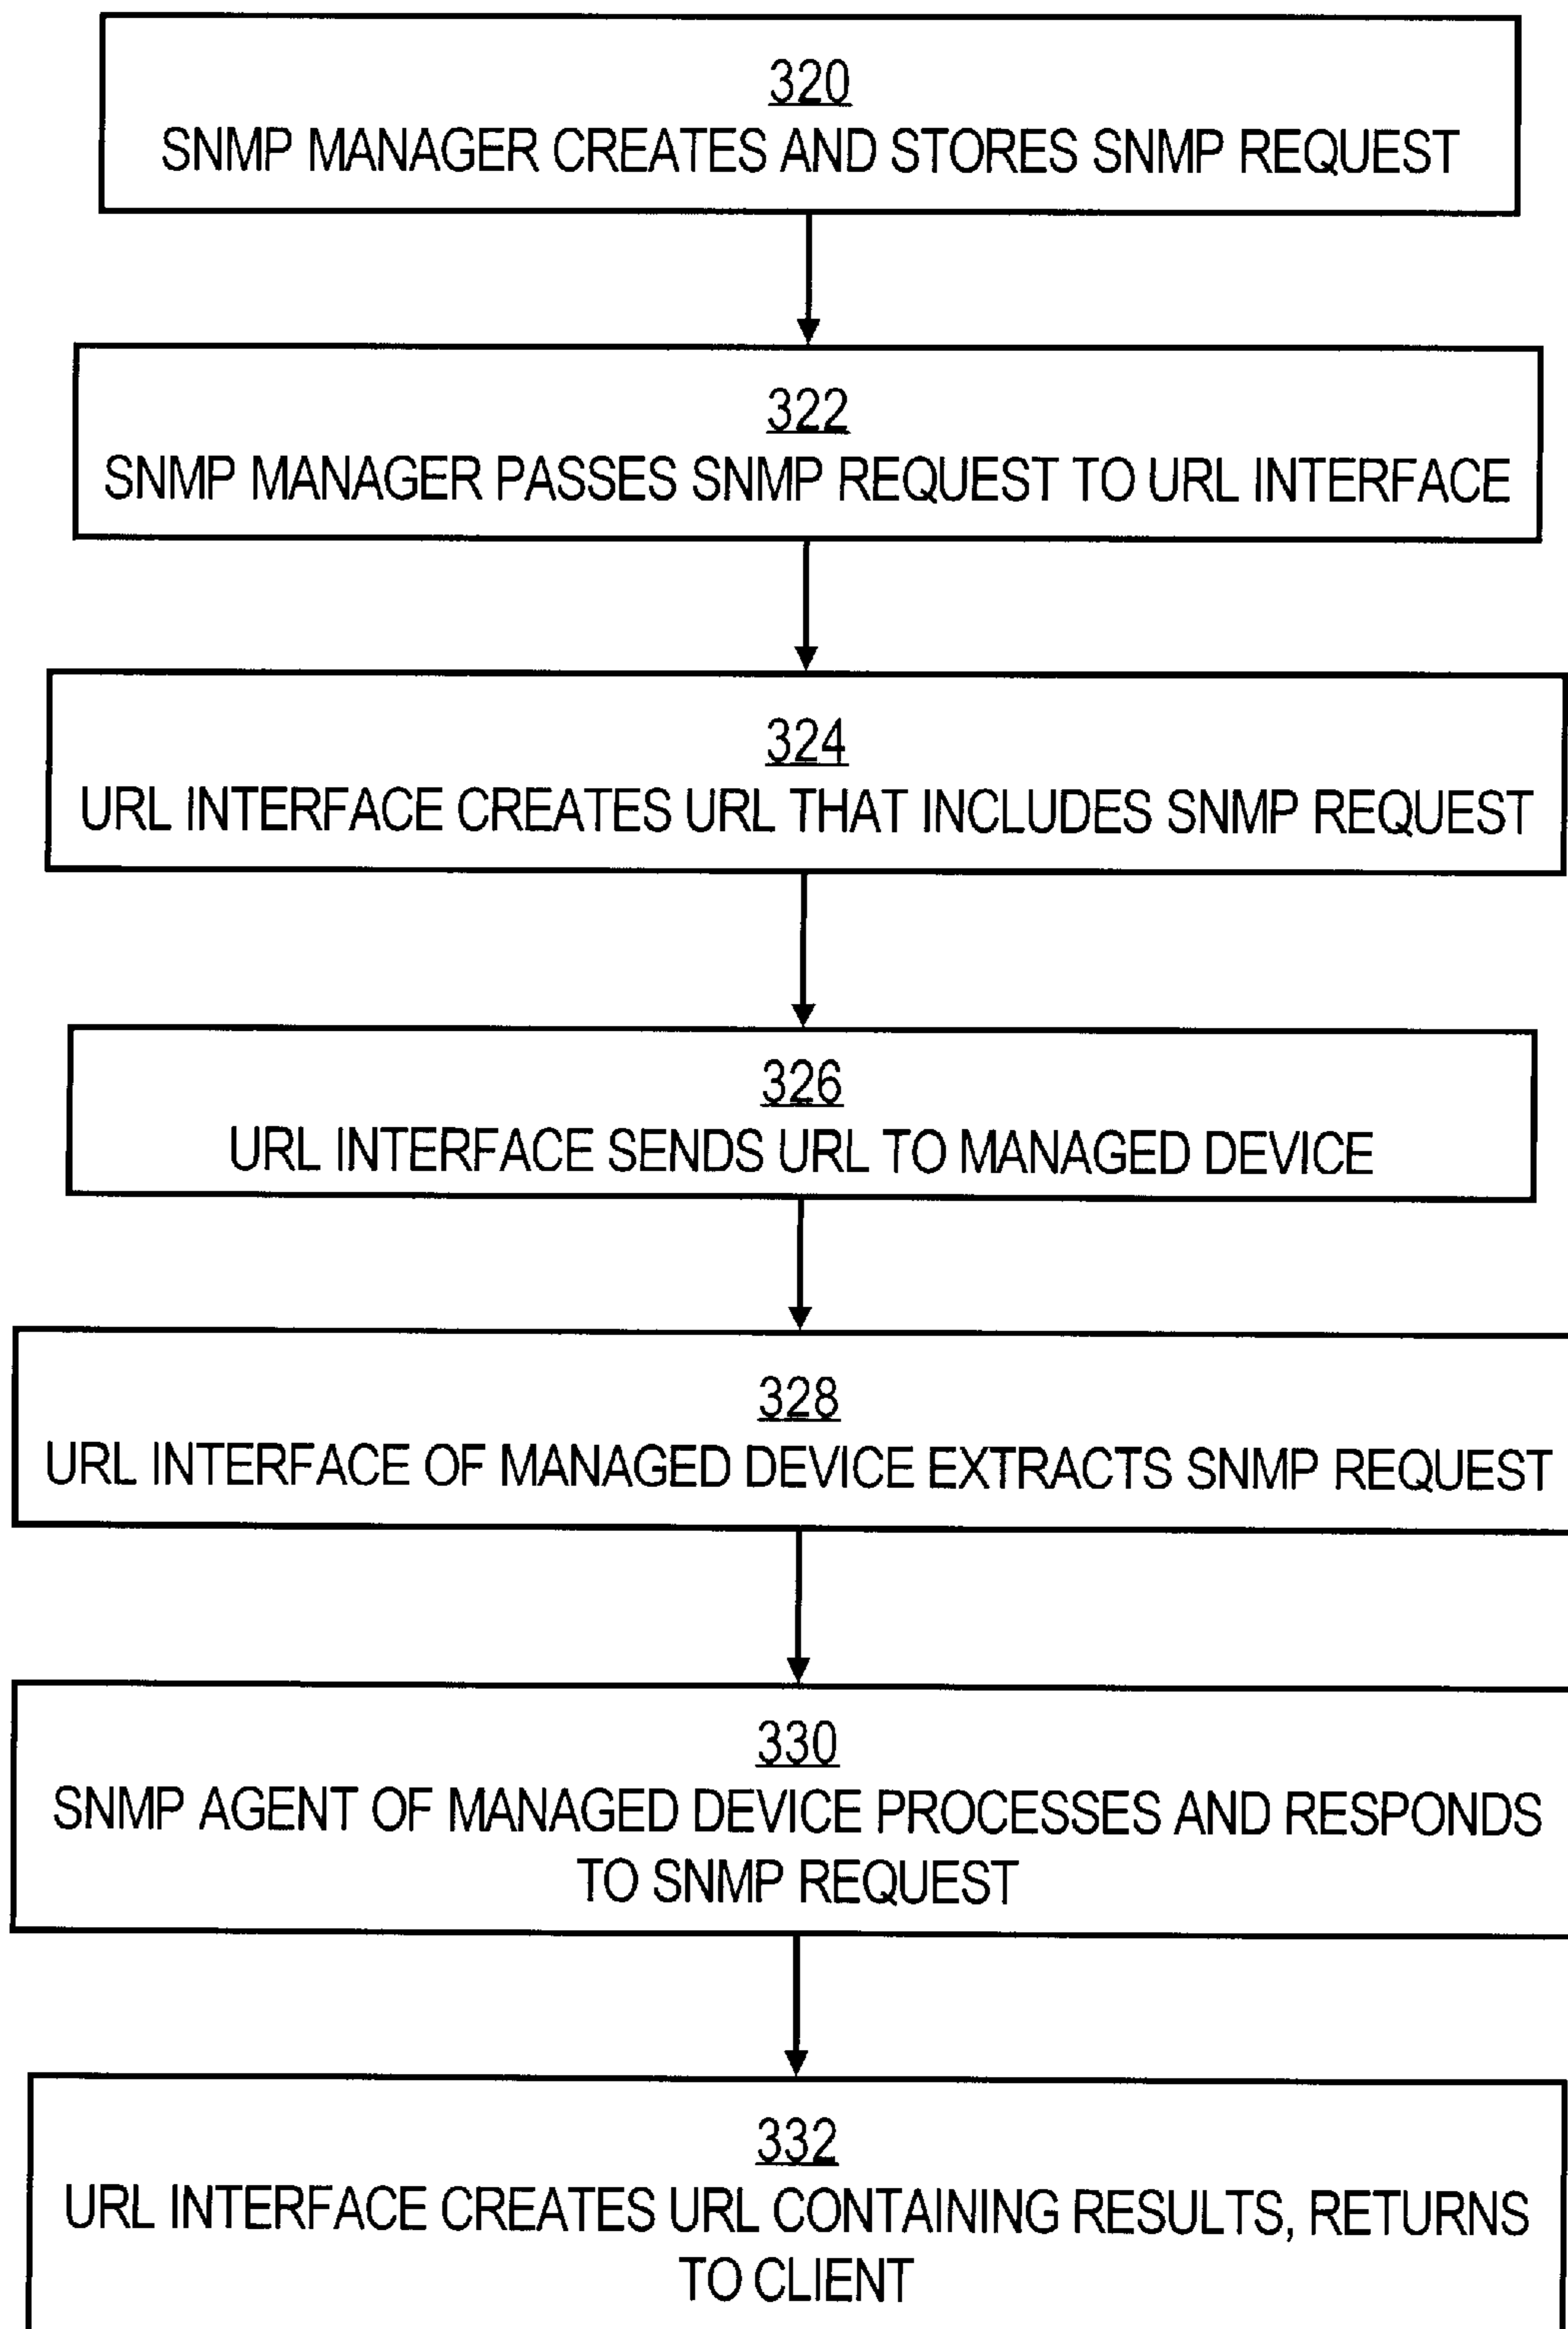 320
SNMP MANAGER CREATES AND STORES SNMP REQUEST
322
SNMP MANAGER PASSES SNMP REQUEST TO URL INTERFACE
324
URL INTERFACE CREATES URL THAT INCLUDES SNMP REQUEST
326
URL INTERFACE SENDS URL TO MANAGED DEVICE
328
URL INTERFACE OF MANAGED DEVICE EXTRACTS SNMP REQUEST
330
SNMP AGENT OF MANAGED DEVICE PROCESSES AND RESPONDS
TO SNMP REQUEST
332
URL INTERFACE CREATES URL CONTAINING RESULTS, RETURNS
TO CLIENT